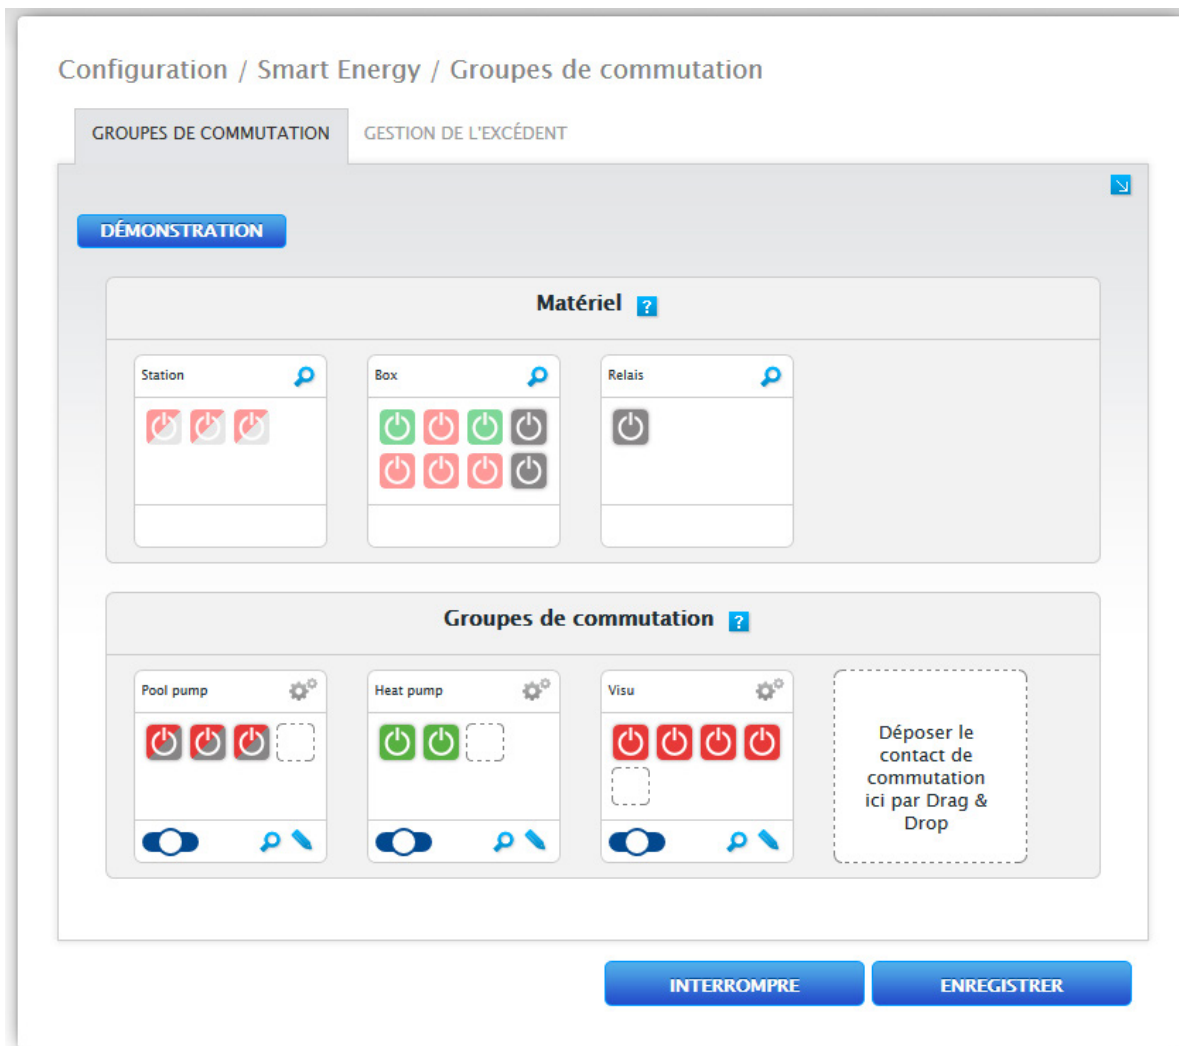 Configuration / Smart Energy / Groupes de commutation
GROUPES DE COMMUTATION
GESTION DE L'EXCÉDENT
DÉMONSTRATION
Matériel ?
Station
Box
Relais
Groupes de commutation ?
Pool pump
Heat pump
Visu
Déposer le
contact de
commutation
ici par Drag &
Drop
INTERROMPRE
ENREGISTRER